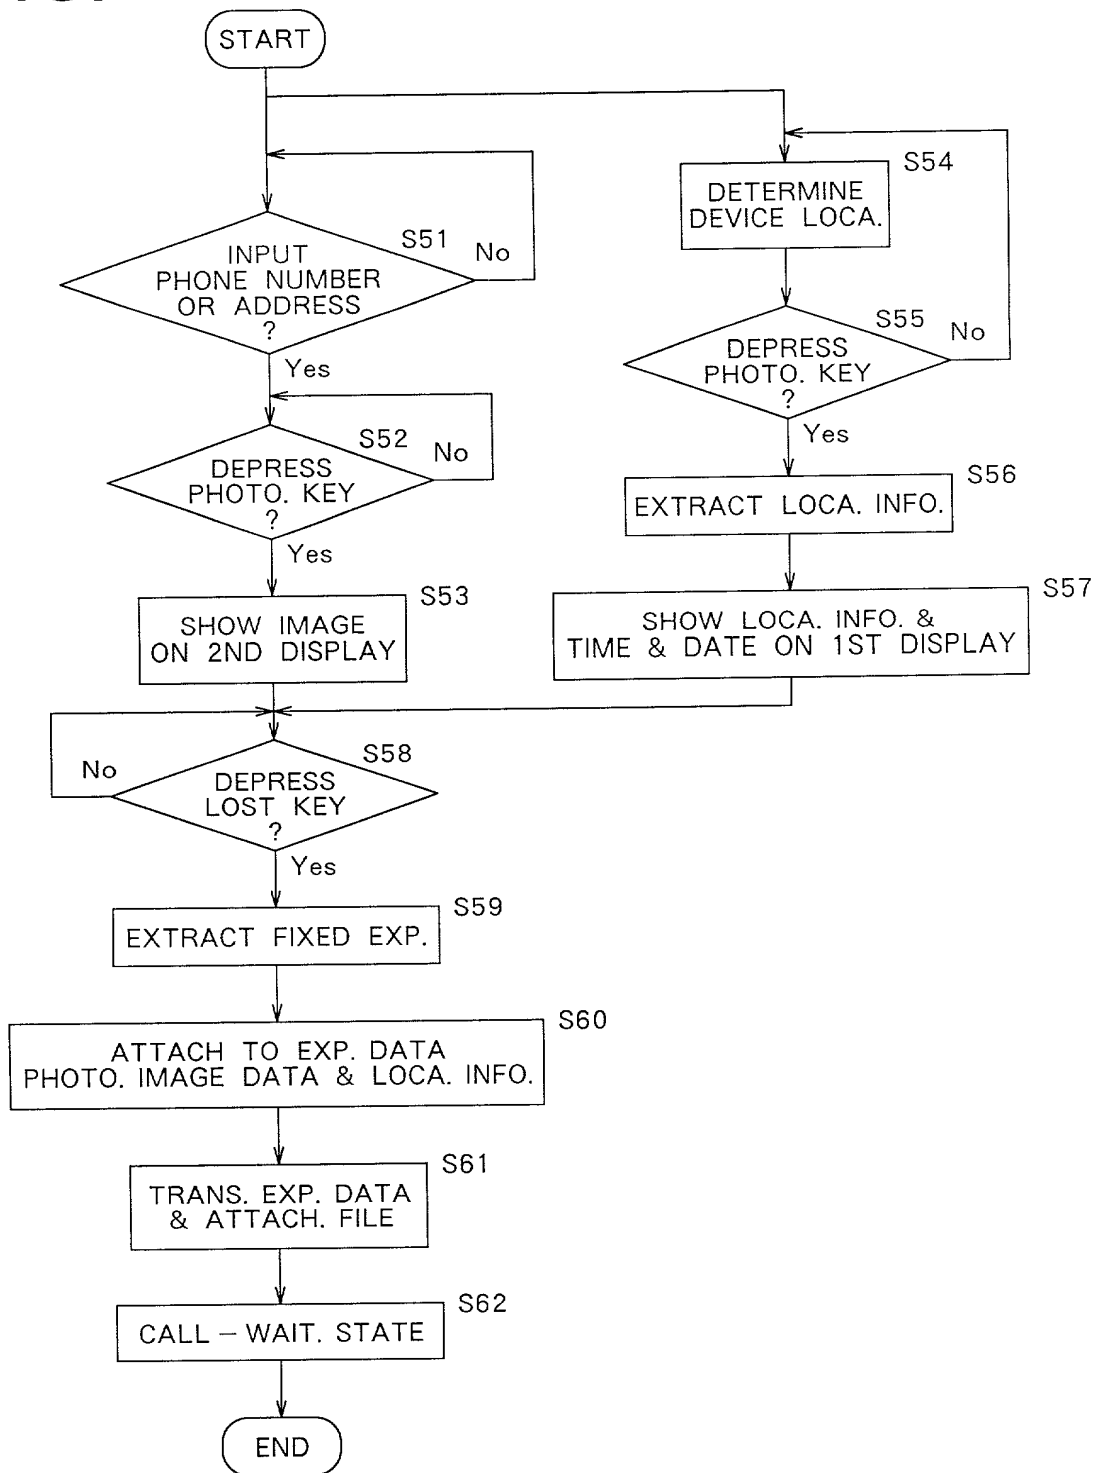 START
S51
INPUT
PHONE NUMBER
OR ADDRESS
?
No
Yes
S52
DEPRESS
PHOTO. KEY
?
No
Yes
S53
SHOW IMAGE
ON 2ND DISPLAY
S54
DETERMINE
DEVICE LOCA.
S55
DEPRESS
PHOTO. KEY
?
No
Yes
S56
EXTRACT LOCA. INFO.
S57
SHOW LOCA. INFO. &
TIME & DATE ON 1ST DISPLAY
S58
DEPRESS
LOST KEY
?
No
Yes
S59
EXTRACT FIXED EXP.
S60
ATTACH TO EXP. DATA
PHOTO. IMAGE DATA & LOCA. INFO.
S61
TRANS. EXP. DATA
& ATTACH. FILE
S62
CALL – WAIT. STATE
END